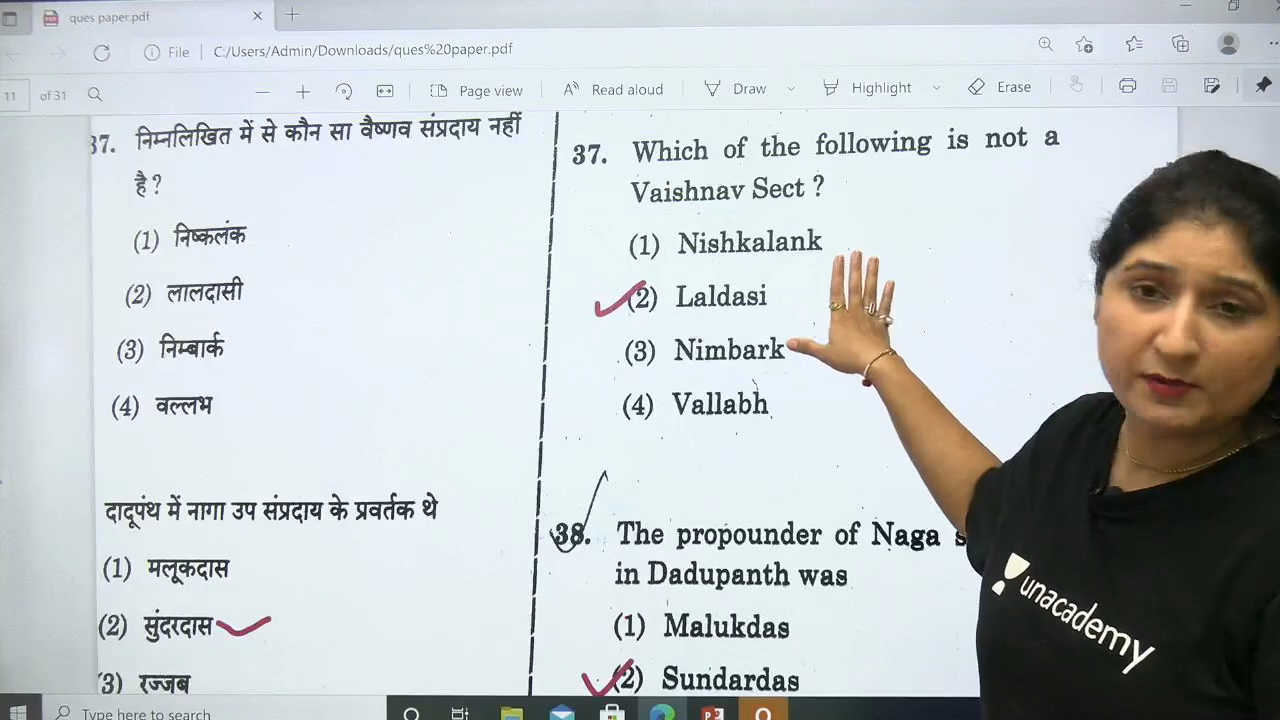 ques paper.pdf
File
C:/Users/Admin/Downloads/ques%20paper.pdf
11 of 31
Page view
Read aloud
Draw
Highlight
Erase
37. निम्नलिखित में से कौन सा वैष्णव संप्रदाय नहीं
है ?
(1) निष्कलंक
(2) लालदासी
(3) निम्बार्क
(4) वल्लभ
दादूपंथ में नागा उप संप्रदाय के प्रवर्तक थे
(1) मलूकदास
(2) सुंदरदास
(3) रज्जब
37. Which of the following is not a
Vaishnav Sect ?
(1) Nishkalank
(2) Laldasi
(3) Nimbark
(4) Vallabh
38. The propounder of Naga s
in Dadupanth was
(1) Malukdas
(2) Sundardas
unacademy
Type here to search